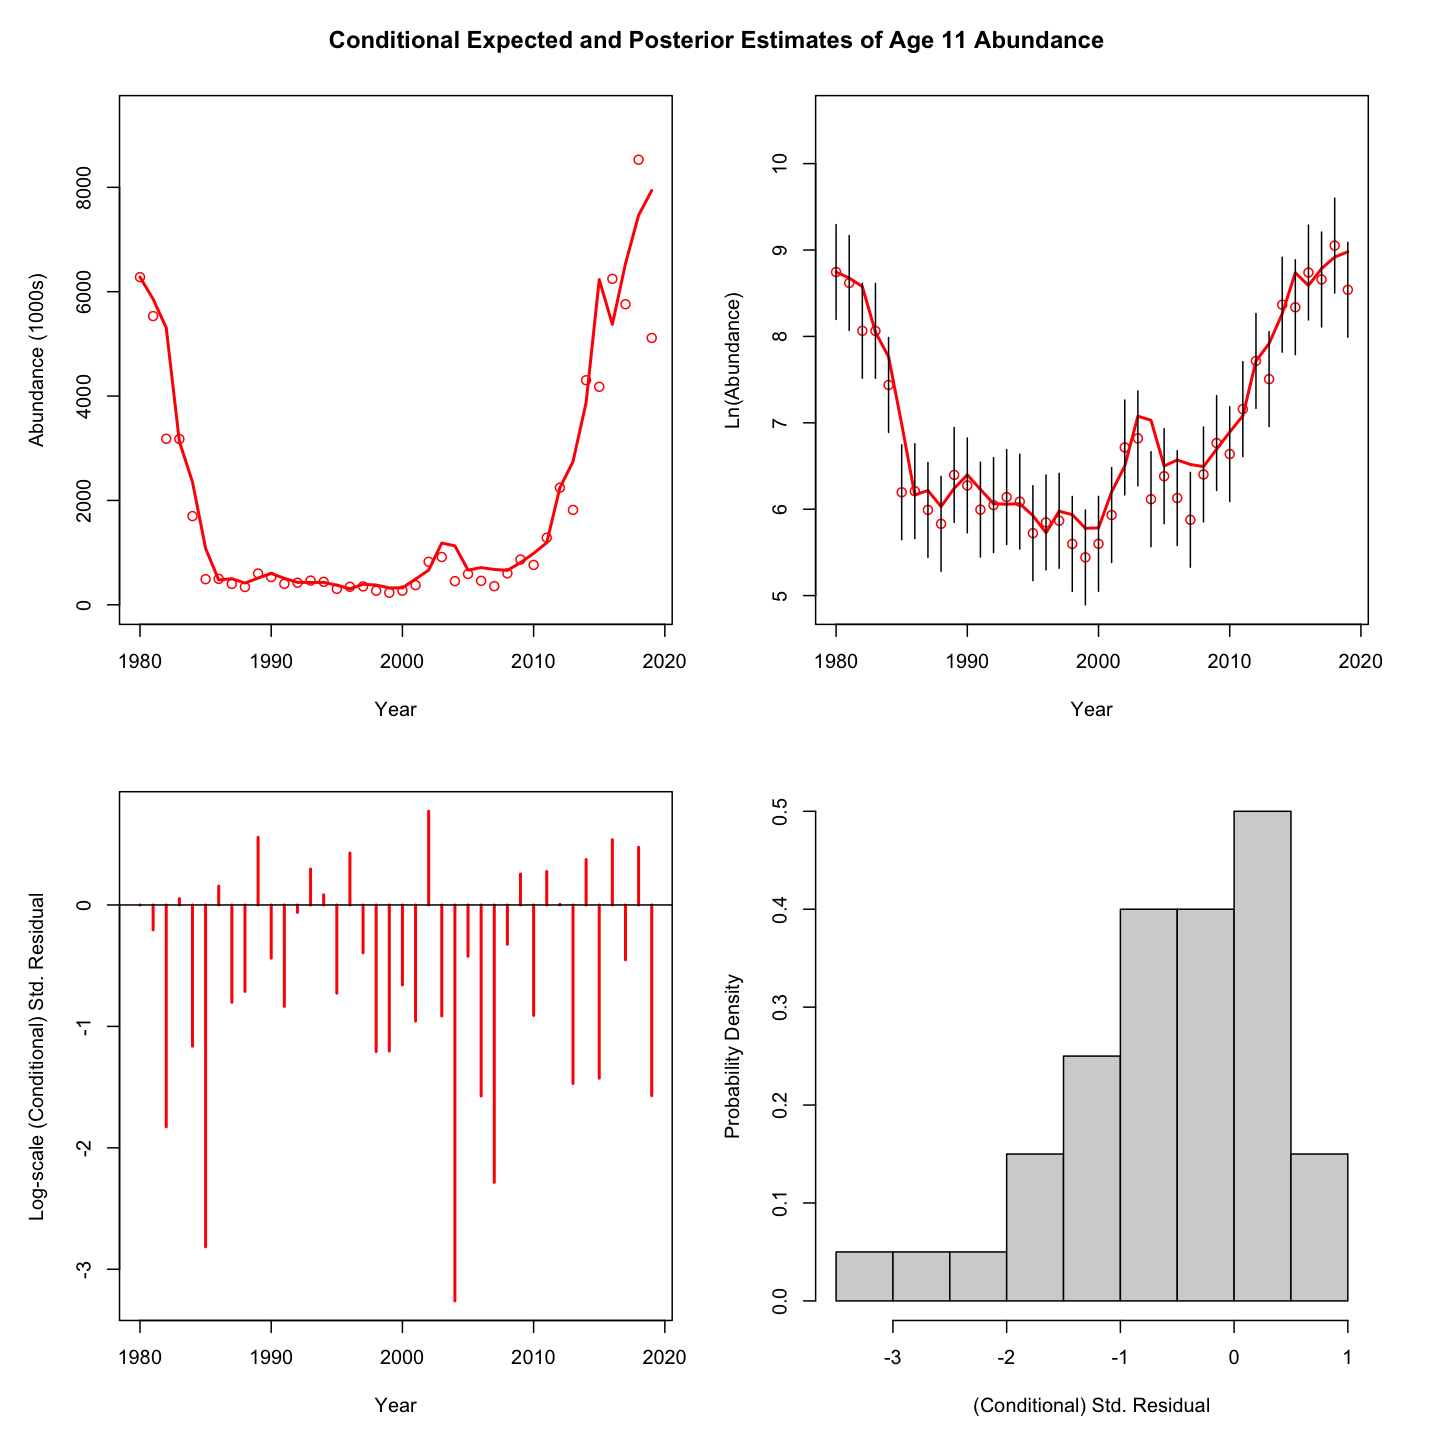 Conditional Expected and Posterior Estimates of Age 11 Abundance
Abundance (1000s)
8000
6000
4000
2000
0
1980 1990 2000 2010 2020
Year
Ln(Abundance)
10
9
8
7
6
5
1980 1990 2000 2010 2020
Year
Log-scale (Conditional) Std. Residual
0
-1
-2
-3
1980 1990 2000 2010 2020
Year
Probability Density
0.5
0.4
0.3
0.2
0.1
0.0
-3 -2 -1 0 1
(Conditional) Std. Residual